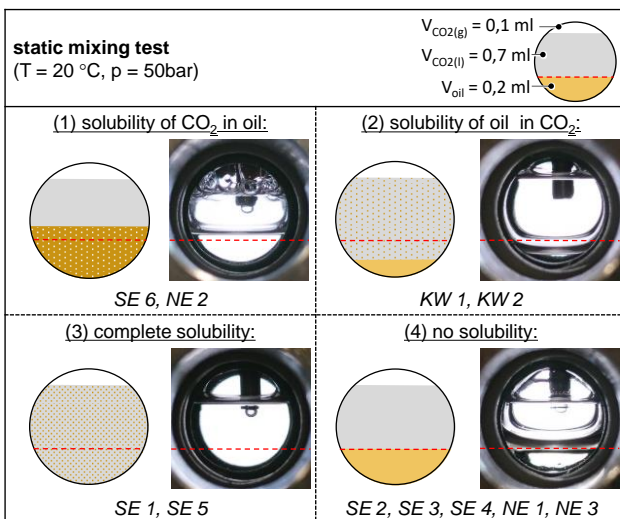 static mixing test
(T = 20 °C, p = 50bar)
V_CO2(g) = 0,1 ml
V_CO2(l) = 0,7 ml
V_oil = 0,2 ml
(1) solubility of CO₂ in oil:
SE 6, NE 2
(2) solubility of oil in CO₂:
KW 1, KW 2
(3) complete solubility:
SE 1, SE 5
(4) no solubility:
SE 2, SE 3, SE 4, NE 1, NE 3